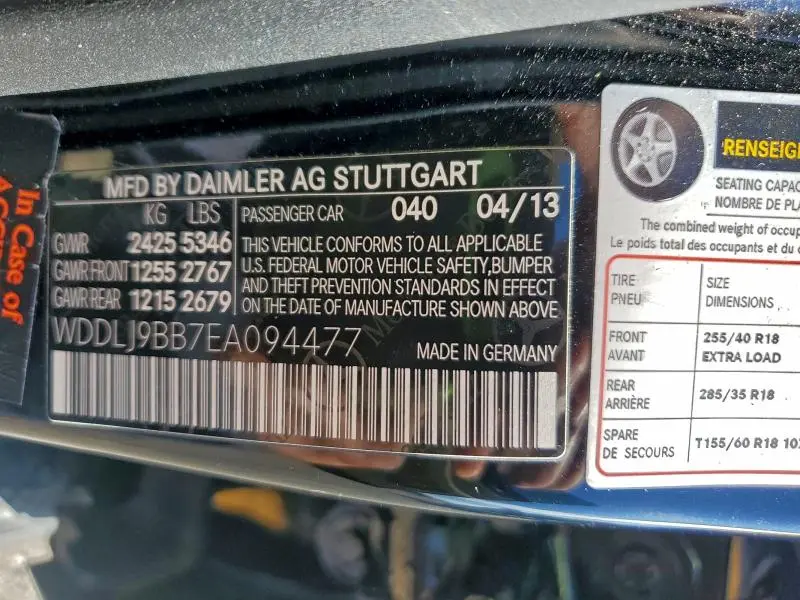 In Case of
MFD BY DAIMLER AG STUTTGART
KG LBS
GVWR 2425 5346
GAWR FRONT 1255 2767
GAWR REAR 1215 2679
PASSENGER CAR 040 04/13
THIS VEHICLE CONFORMS TO ALL APPLICABLE
U.S. FEDERAL MOTOR VEHICLE SAFETY,BUMPER
AND THEFT PREVENTION STANDARDS IN EFFECT
ON THE DATE OF MANUFACTURE SHOWN ABOVE
WDDLJ9BB7EA094477
MADE IN GERMANY
RENSEIG
SEATING CAPAC
NOMBRE DE PLA
The combined weight of occup
Le poids total des occupants et du
TIRE SIZE
PNEU DIMENSIONS
FRONT 255/40 R18
AVANT EXTRA LOAD
REAR 285/35 R18
ARRIÈRE
SPARE T155/60 R18 10
DE SECOURS